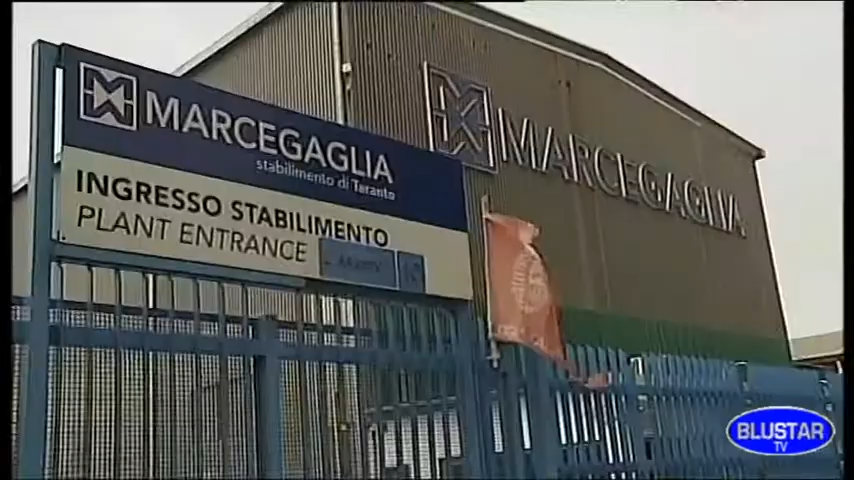 MARCEGAGLIA
stabilimento di Taranto
INGRESSO STABILIMENTO
PLANT ENTRANCE
MARCEGAGLIA
BLUSTAR
TV